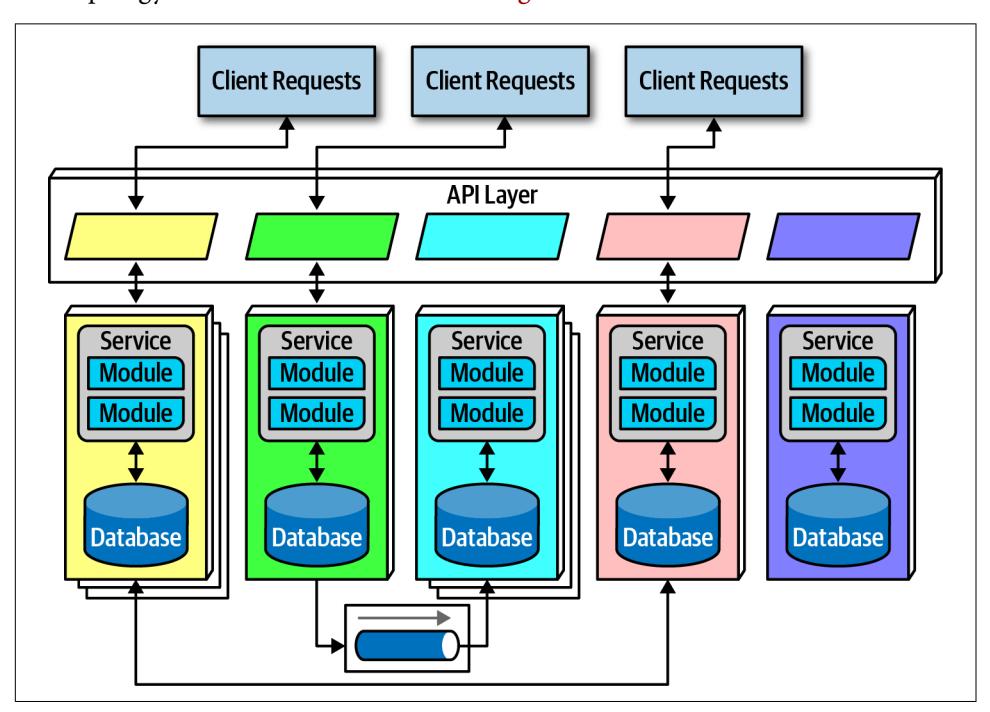 Client Requests
Client Requests
Client Requests
API Layer
Service
Module
Module
Database
Service
Module
Module
Database
Service
Module
Module
Database
Service
Module
Module
Database
Service
Module
Module
Database